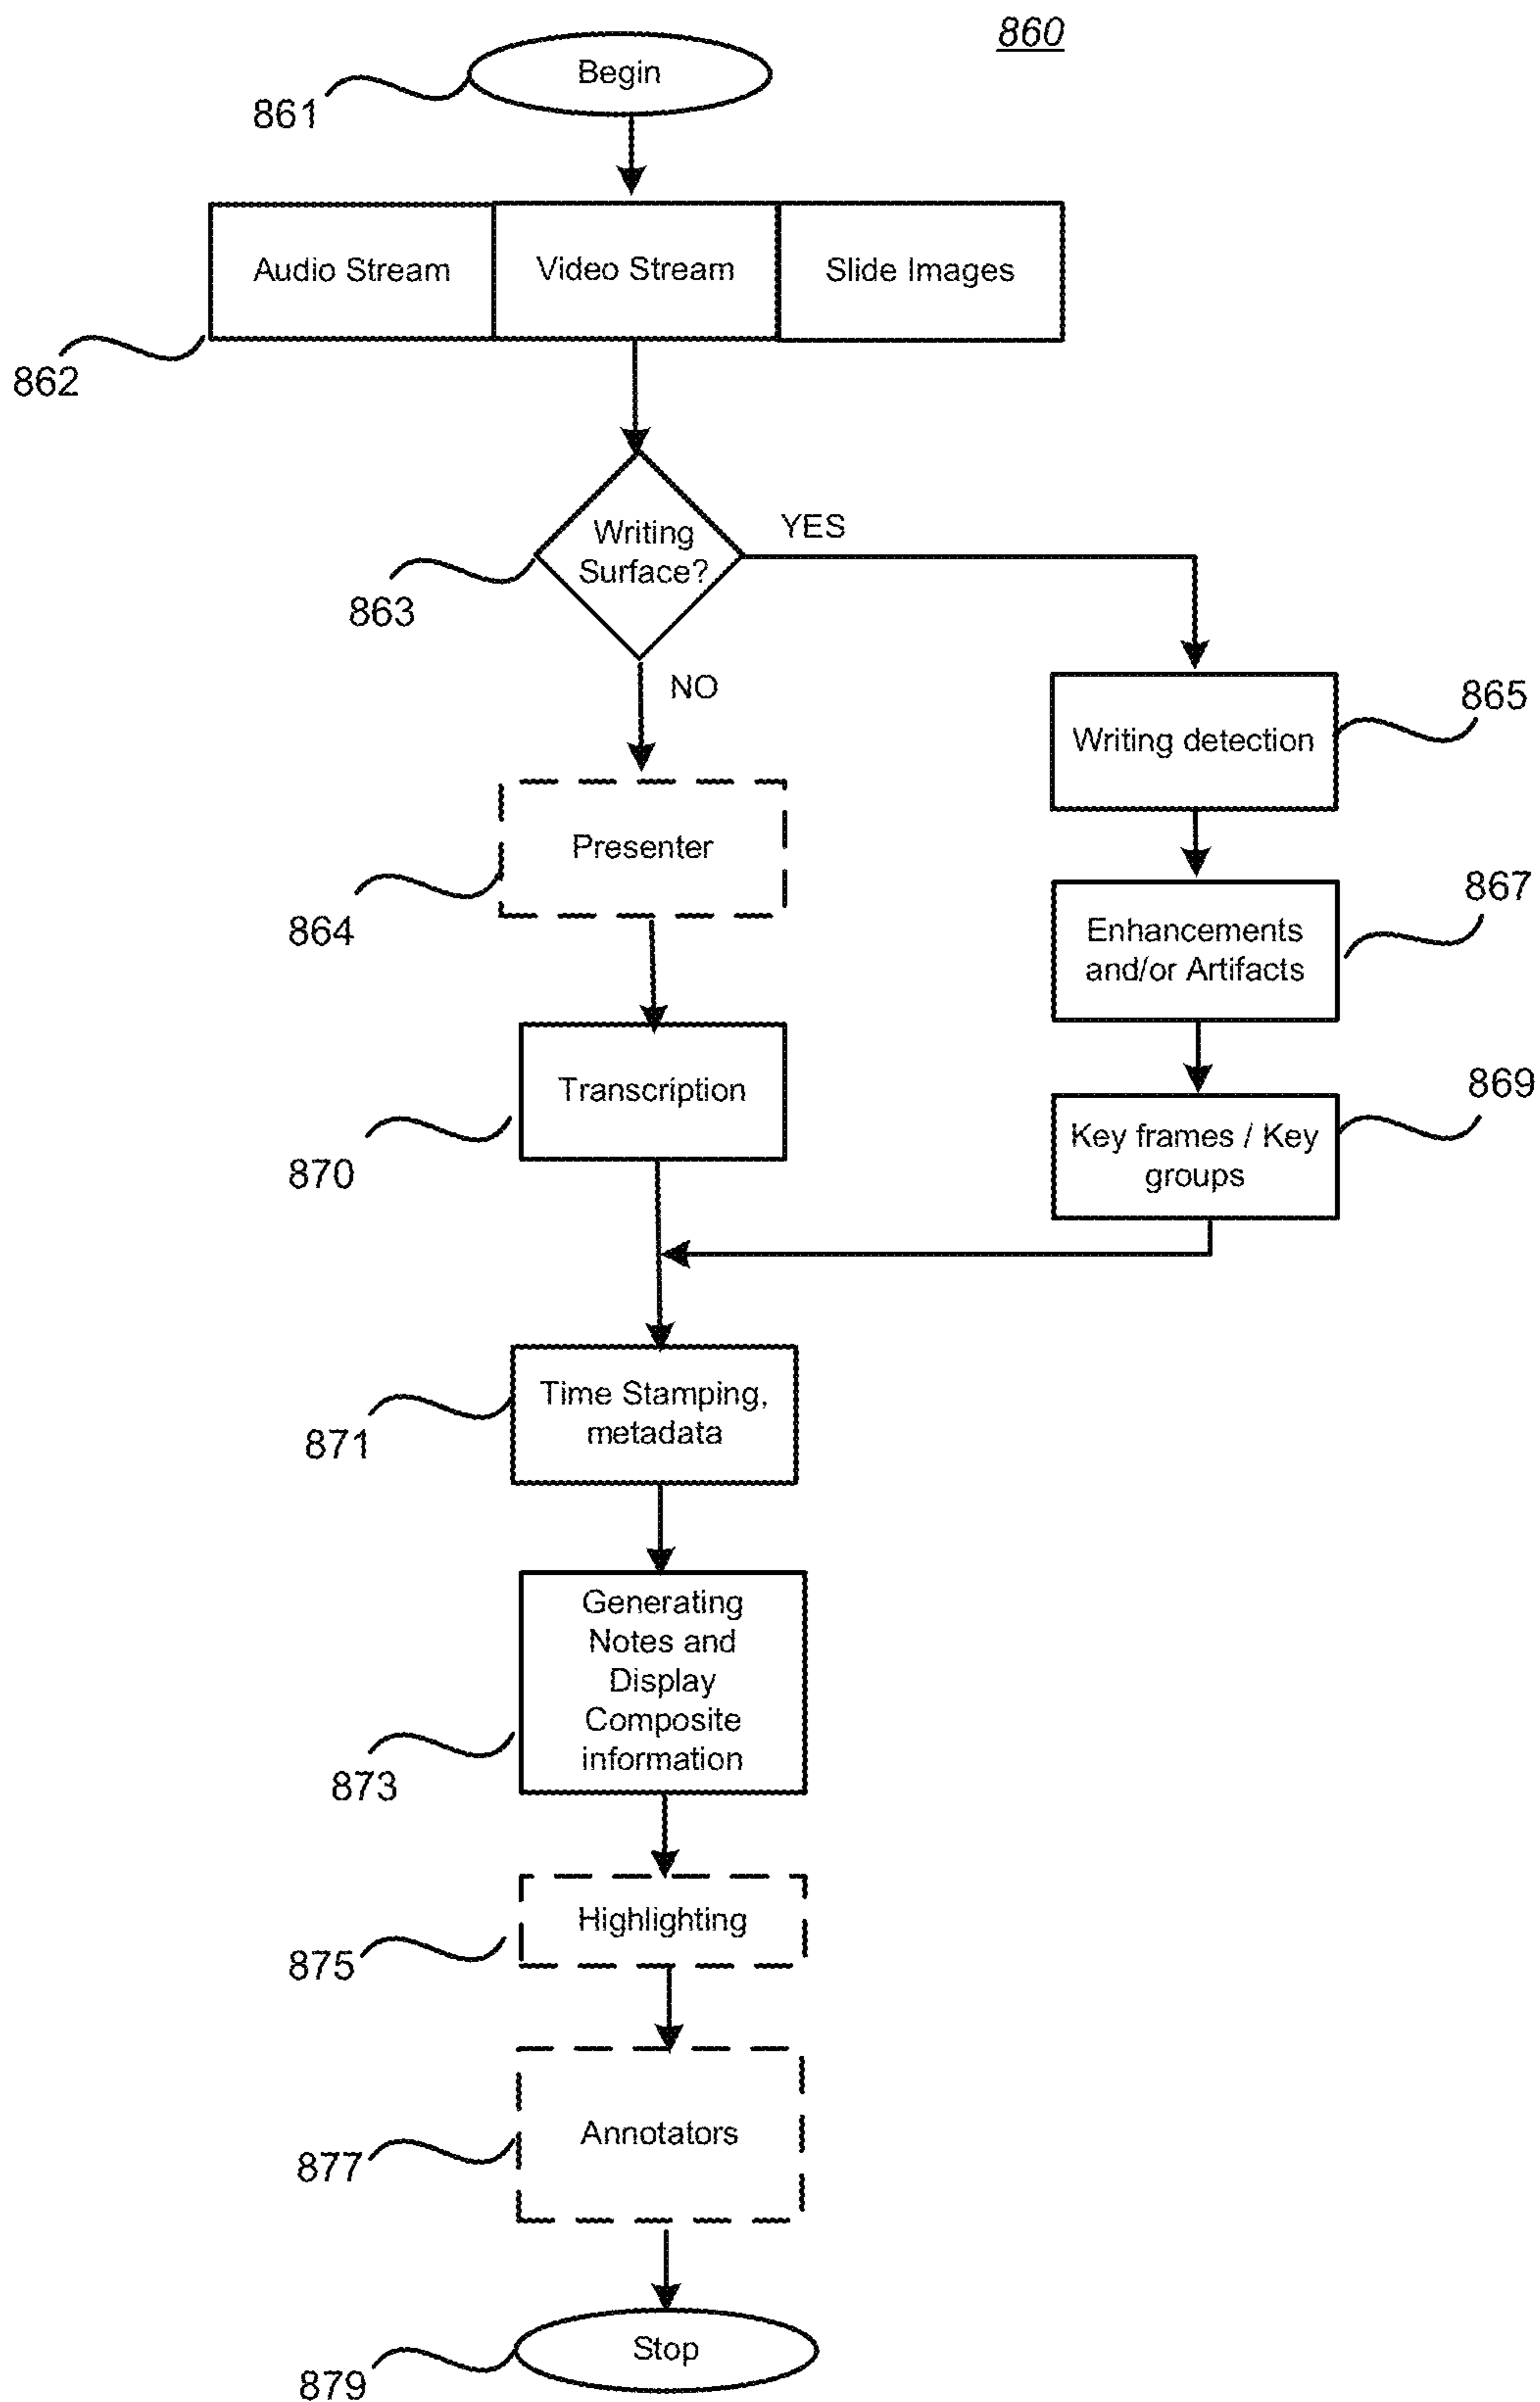 860
Begin
861
Audio Stream
Video Stream
Slide Images
862
Writing
Surface?
YES
863
NO
865
Writing detection
Presenter
864
867
Enhancements
and/or Artifacts
869
Transcription
Key frames / Key
groups
870
Time Stamping,
metadata
871
Generating
Notes and
Display
Composite
information
873
Highlighting
875
Annotators
877
Stop
879